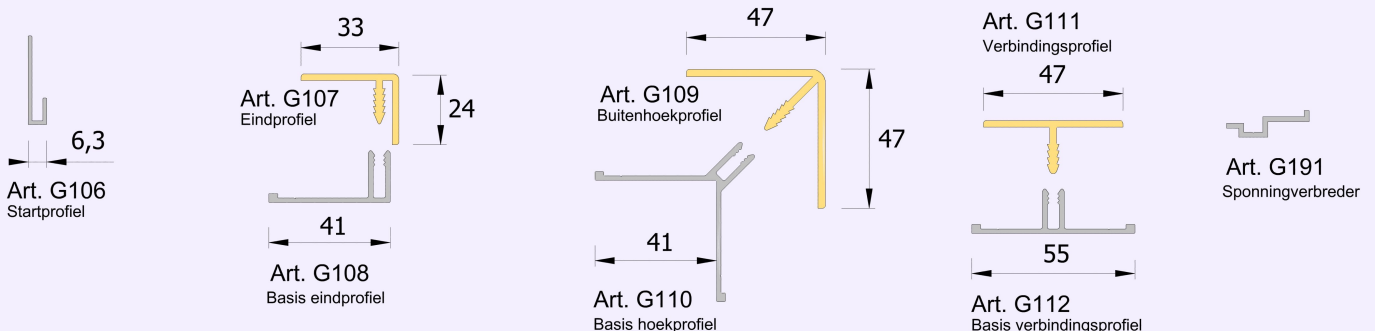 6,3
Art. G106
Startprofiel
33
Art. G107
Eindprofiel
24
41
Art. G108
Basis eindprofiel
47
Art. G109
Buitenhoekprofiel
47
41
Art. G110
Basis hoekprofiel
Art. G111
Verbindingsprofiel
47
55
Art. G112
Basis verbindingsprofiel
Art. G191
Sponningverbreder